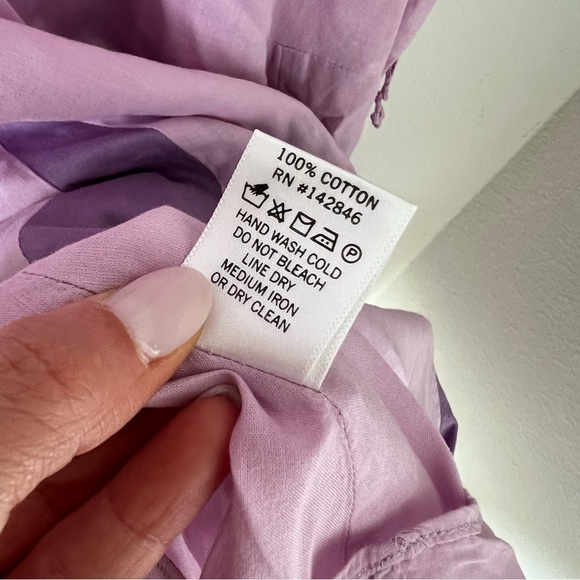 100% COTTON
RN #142846
P
HAND WASH COLD
DO NOT BLEACH
LINE DRY
MEDIUM IRON
OR DRY CLEAN